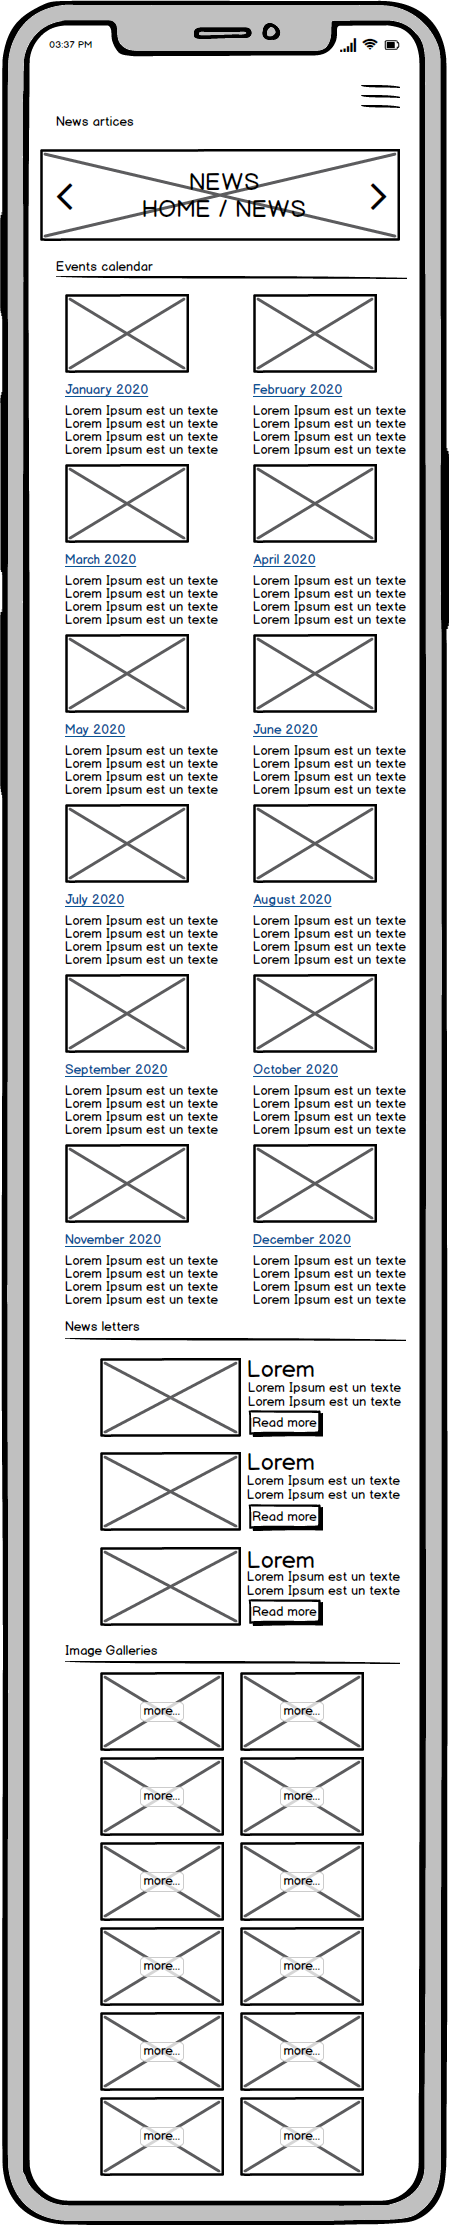 03:37 PM
News artices
NEWS
HOME / NEWS
Events calendar
January 2020
Lorem Ipsum est un texte
Lorem Ipsum est un texte
Lorem Ipsum est un texte
Lorem Ipsum est un texte
February 2020
Lorem Ipsum est un texte
Lorem Ipsum est un texte
Lorem Ipsum est un texte
Lorem Ipsum est un texte
March 2020
Lorem Ipsum est un texte
Lorem Ipsum est un texte
Lorem Ipsum est un texte
Lorem Ipsum est un texte
April 2020
Lorem Ipsum est un texte
Lorem Ipsum est un texte
Lorem Ipsum est un texte
Lorem Ipsum est un texte
May 2020
Lorem Ipsum est un texte
Lorem Ipsum est un texte
Lorem Ipsum est un texte
Lorem Ipsum est un texte
June 2020
Lorem Ipsum est un texte
Lorem Ipsum est un texte
Lorem Ipsum est un texte
Lorem Ipsum est un texte
July 2020
Lorem Ipsum est un texte
Lorem Ipsum est un texte
Lorem Ipsum est un texte
Lorem Ipsum est un texte
August 2020
Lorem Ipsum est un texte
Lorem Ipsum est un texte
Lorem Ipsum est un texte
Lorem Ipsum est un texte
September 2020
Lorem Ipsum est un texte
Lorem Ipsum est un texte
Lorem Ipsum est un texte
Lorem Ipsum est un texte
October 2020
Lorem Ipsum est un texte
Lorem Ipsum est un texte
Lorem Ipsum est un texte
Lorem Ipsum est un texte
November 2020
Lorem Ipsum est un texte
Lorem Ipsum est un texte
Lorem Ipsum est un texte
Lorem Ipsum est un texte
December 2020
Lorem Ipsum est un texte
Lorem Ipsum est un texte
Lorem Ipsum est un texte
Lorem Ipsum est un texte
News letters
Lorem
Lorem Ipsum est un texte
Lorem Ipsum est un texte
Read more
Lorem
Lorem Ipsum est un texte
Lorem Ipsum est un texte
Read more
Lorem
Lorem Ipsum est un texte
Lorem Ipsum est un texte
Read more
Image Galleries
more...
more...
more...
more...
more...
more...
more...
more...
more...
more...
more...
more...